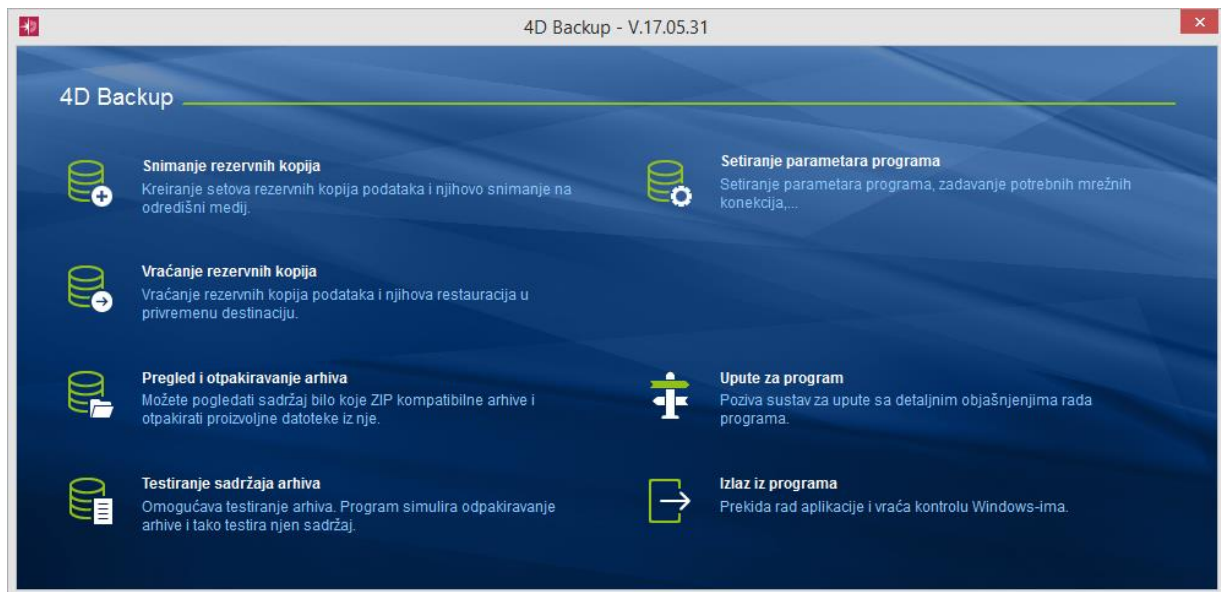 4D Backup - V.17.05.31
4D Backup
Snimanje rezervnih kopija
Kreiranje setova rezervnih kopija podataka i njihovo snimanje na
odredišni medij.
Vraćanje rezervnih kopija
Vraćanje rezervnih kopija podataka i njihova restauracija u
privremenu destinaciju.
Pregled i otpakiravanje arhiva
Možete pogledati sadržaj bilo koje ZIP kompatibilne arhive i
otpakirati proizvoljne datoteke iz nje.
Testiranje sadržaja arhiva
Omogućava testiranje arhiva. Program simulira odpakiravanje
arhive i tako testira njen sadržaj.
Setiranje parametara programa
Setiranje parametara programa, zadavanje potrebnih mrežnih
konekcija,...
Upute za program
Poziva sustav za upute sa detaljnim objašnjenjima rada
programa.
Izlaz iz programa
Prekida rad aplikacije i vraća kontrolu Windows-ima.